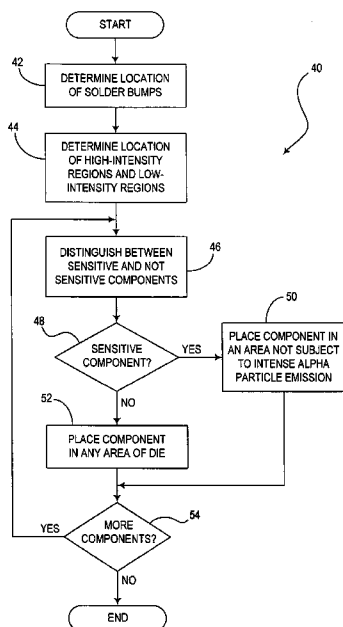 START
40
42
DETERMINE LOCATION
OF SOLDER BUMPS
44
DETERMINE LOCATION
OF HIGH-INTENSITY
REGIONS AND LOW-
INTENSITY REGIONS
46
DISTINGUISH BETWEEN
SENSITIVE AND NOT
SENSITIVE COMPONENTS
48
SENSITIVE
COMPONENT?
YES
50
PLACE COMPONENT IN
AN AREA NOT SUBJECT
TO INTENSE ALPHA
PARTICLE EMISSION
NO
52
PLACE COMPONENT
IN ANY AREA OF DIE
54
MORE
COMPONENTS?
YES
NO
END